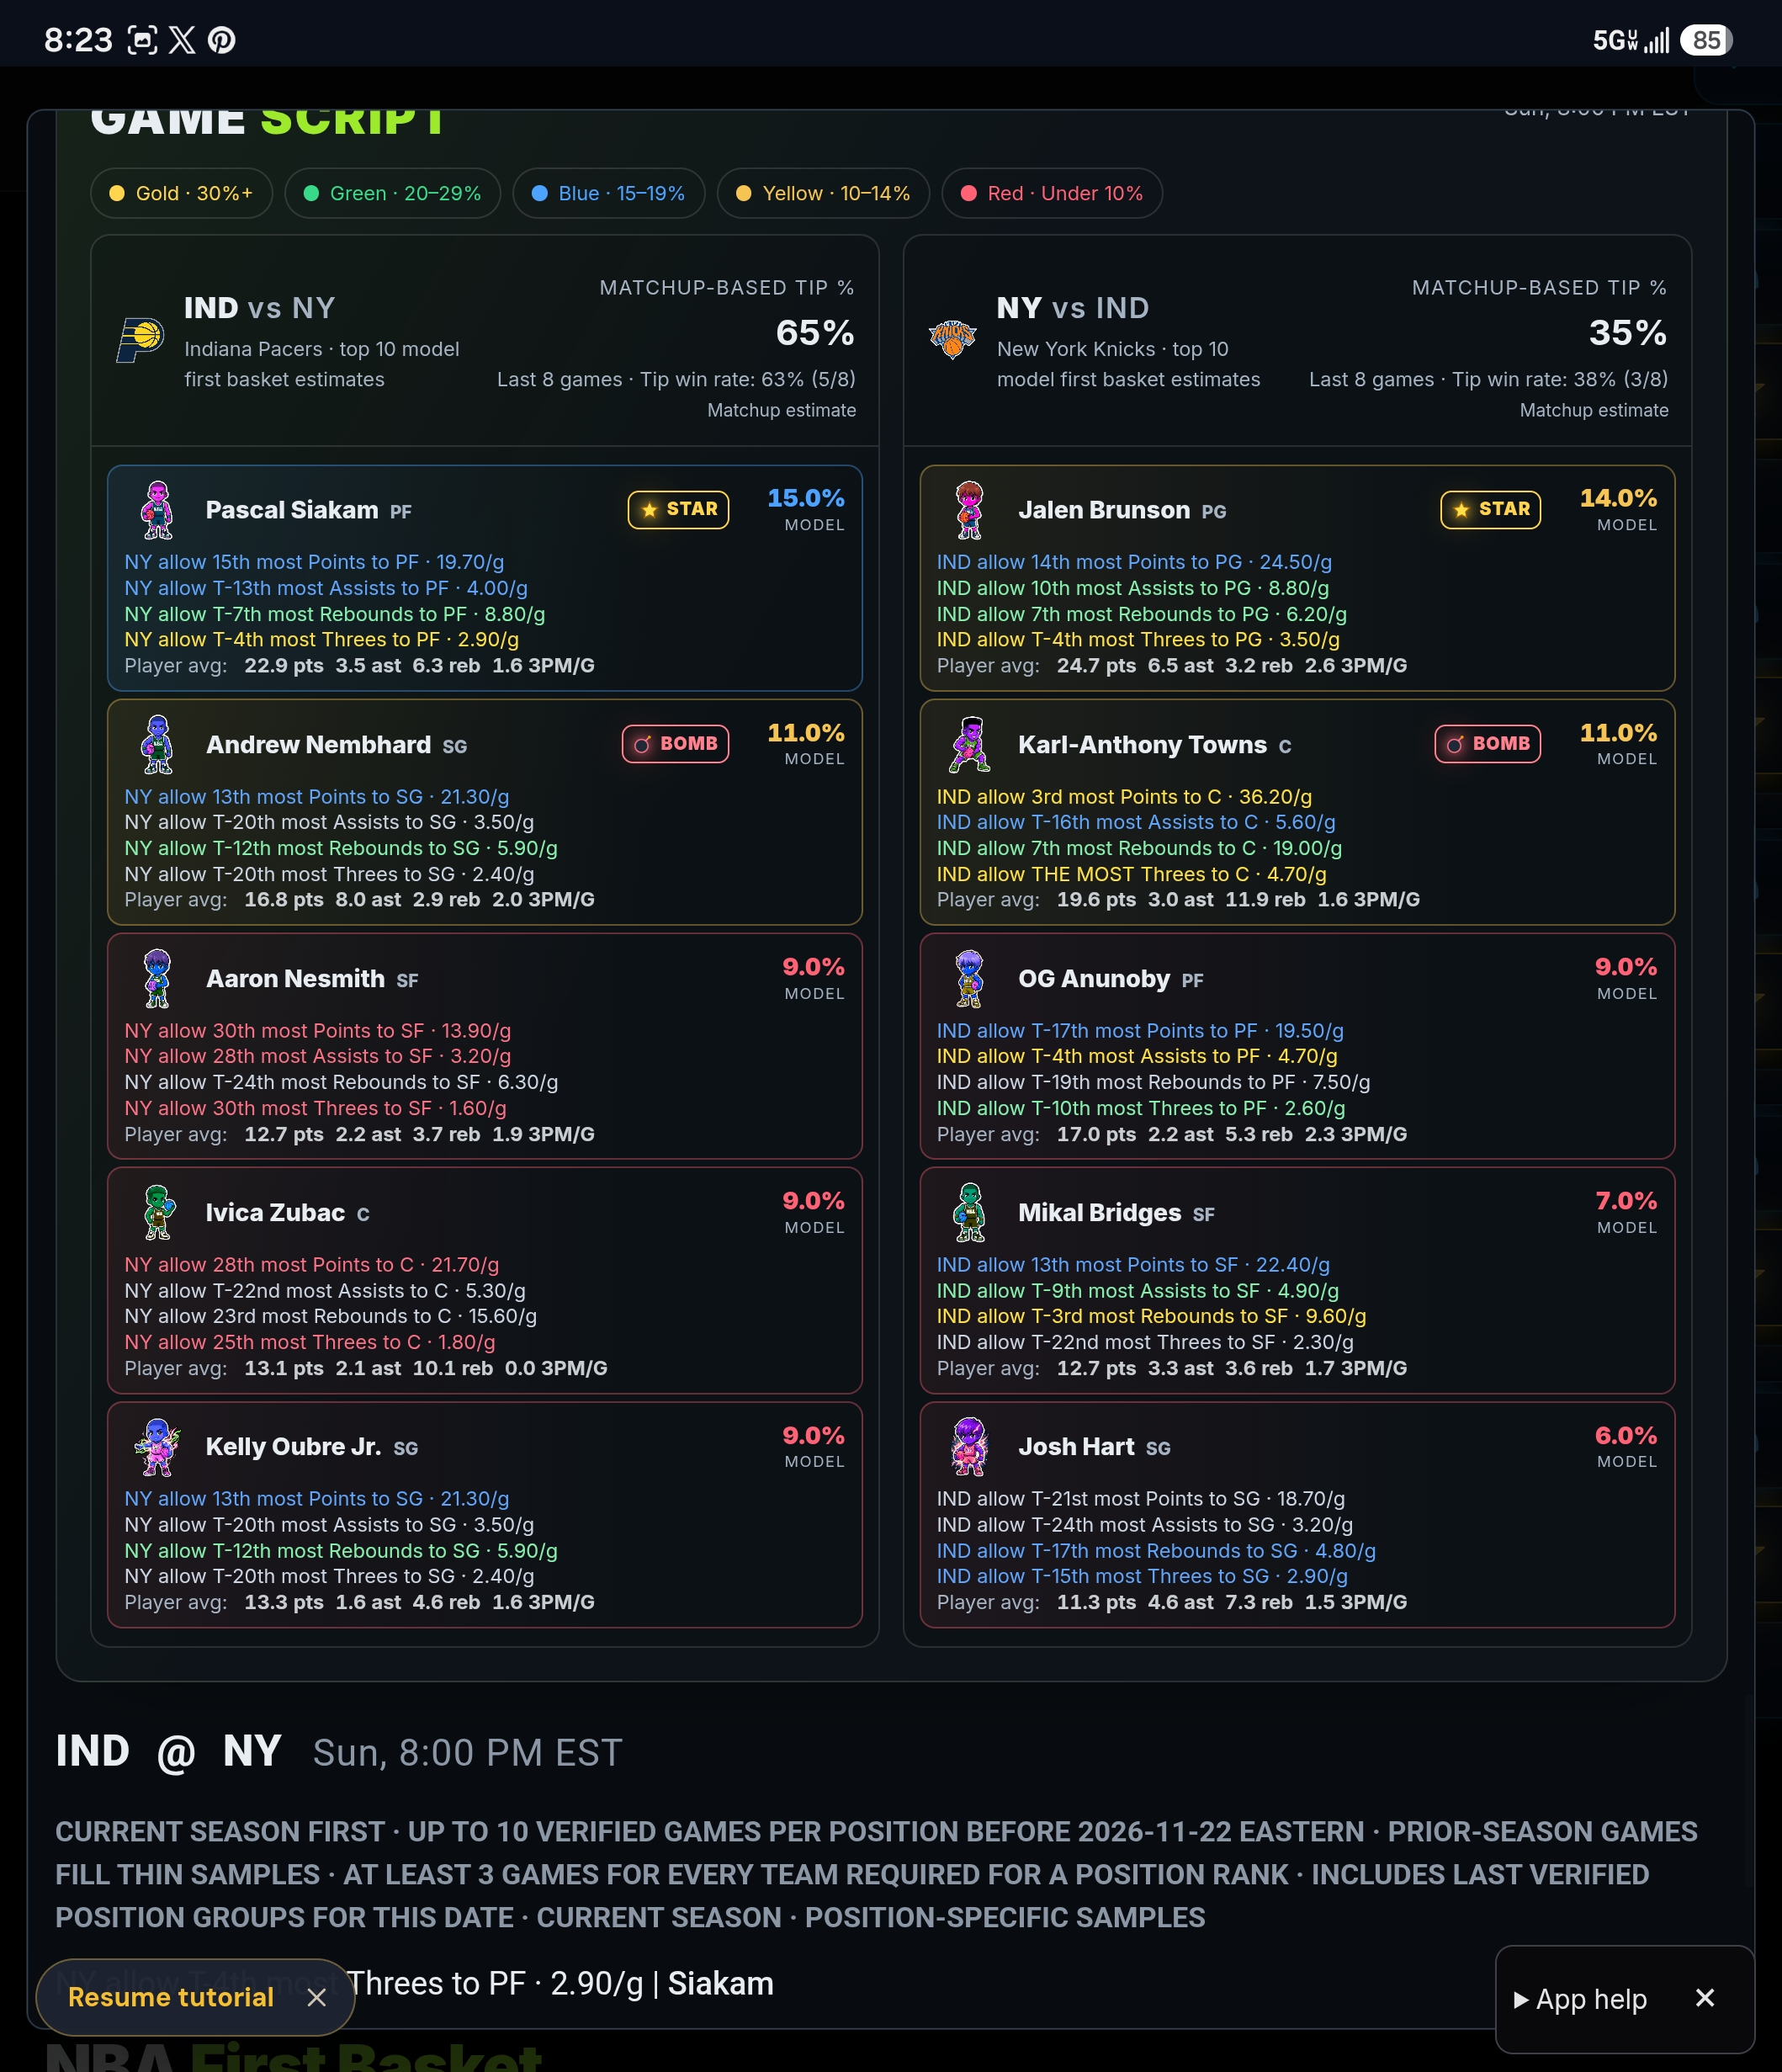 8:23
5G UW 85
GAME SCRIPT
Sun, 8:00 PM EST
Gold · 30%+
Green · 20–29%
Blue · 15–19%
Yellow · 10–14%
Red · Under 10%
IND vs NY
Indiana Pacers · top 10 model
first basket estimates
MATCHUP-BASED TIP %
65%
Last 8 games · Tip win rate: 63% (5/8)
Matchup estimate
Pascal Siakam PF
STAR
15.0%
MODEL
NY allow 15th most Points to PF · 19.70/g
NY allow T-13th most Assists to PF · 4.00/g
NY allow T-7th most Rebounds to PF · 8.80/g
NY allow T-4th most Threes to PF · 2.90/g
Player avg: 22.9 pts 3.5 ast 6.3 reb 1.6 3PM/G
Andrew Nembhard SG
BOMB
11.0%
MODEL
NY allow 13th most Points to SG · 21.30/g
NY allow T-20th most Assists to SG · 3.50/g
NY allow T-12th most Rebounds to SG · 5.90/g
NY allow T-20th most Threes to SG · 2.40/g
Player avg: 16.8 pts 8.0 ast 2.9 reb 2.0 3PM/G
Aaron Nesmith SF
9.0%
MODEL
NY allow 30th most Points to SF · 13.90/g
NY allow 28th most Assists to SF · 3.20/g
NY allow T-24th most Rebounds to SF · 6.30/g
NY allow 30th most Threes to SF · 1.60/g
Player avg: 12.7 pts 2.2 ast 3.7 reb 1.9 3PM/G
Ivica Zubac C
9.0%
MODEL
NY allow 28th most Points to C · 21.70/g
NY allow T-22nd most Assists to C · 5.30/g
NY allow 23rd most Rebounds to C · 15.60/g
NY allow 25th most Threes to C · 1.80/g
Player avg: 13.1 pts 2.1 ast 10.1 reb 0.0 3PM/G
Kelly Oubre Jr. SG
9.0%
MODEL
NY allow 13th most Points to SG · 21.30/g
NY allow T-20th most Assists to SG · 3.50/g
NY allow T-12th most Rebounds to SG · 5.90/g
NY allow T-20th most Threes to SG · 2.40/g
Player avg: 13.3 pts 1.6 ast 4.6 reb 1.6 3PM/G
NY vs IND
New York Knicks · top 10
model first basket estimates
MATCHUP-BASED TIP %
35%
Last 8 games · Tip win rate: 38% (3/8)
Matchup estimate
Jalen Brunson PG
STAR
14.0%
MODEL
IND allow 14th most Points to PG · 24.50/g
IND allow 10th most Assists to PG · 8.80/g
IND allow 7th most Rebounds to PG · 6.20/g
IND allow T-4th most Threes to PG · 3.50/g
Player avg: 24.7 pts 6.5 ast 3.2 reb 2.6 3PM/G
Karl-Anthony Towns C
BOMB
11.0%
MODEL
IND allow 3rd most Points to C · 36.20/g
IND allow T-16th most Assists to C · 5.60/g
IND allow 7th most Rebounds to C · 19.00/g
IND allow THE MOST Threes to C · 4.70/g
Player avg: 19.6 pts 3.0 ast 11.9 reb 1.6 3PM/G
OG Anunoby PF
9.0%
MODEL
IND allow T-17th most Points to PF · 19.50/g
IND allow T-4th most Assists to PF · 4.70/g
IND allow T-19th most Rebounds to PF · 7.50/g
IND allow T-10th most Threes to PF · 2.60/g
Player avg: 17.0 pts 2.2 ast 5.3 reb 2.3 3PM/G
Mikal Bridges SF
7.0%
MODEL
IND allow 13th most Points to SF · 22.40/g
IND allow T-9th most Assists to SF · 4.90/g
IND allow T-3rd most Rebounds to SF · 9.60/g
IND allow T-22nd most Threes to SF · 2.30/g
Player avg: 12.7 pts 3.3 ast 3.6 reb 1.7 3PM/G
Josh Hart SG
6.0%
MODEL
IND allow T-21st most Points to SG · 18.70/g
IND allow T-24th most Assists to SG · 3.20/g
IND allow T-17th most Rebounds to SG · 4.80/g
IND allow T-15th most Threes to SG · 2.90/g
Player avg: 11.3 pts 4.6 ast 7.3 reb 1.5 3PM/G
IND @ NY Sun, 8:00 PM EST
CURRENT SEASON FIRST · UP TO 10 VERIFIED GAMES PER POSITION BEFORE 2026-11-22 EASTERN · PRIOR-SEASON GAMES
FILL THIN SAMPLES · AT LEAST 3 GAMES FOR EVERY TEAM REQUIRED FOR A POSITION RANK · INCLUDES LAST VERIFIED
POSITION GROUPS FOR THIS DATE · CURRENT SEASON · POSITION-SPECIFIC SAMPLES
NY allow T-4th most Threes to PF · 2.90/g | Siakam
Resume tutorial ×
App help ×
NBA First Basket